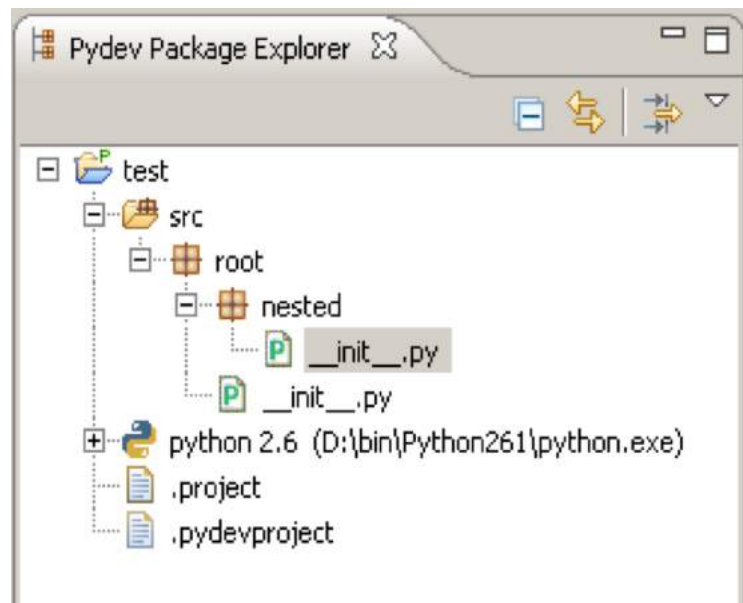 Pydev Package Explorer
test
src
root
nested
__init__.py
__init__.py
python 2.6 (D:\bin\Python261\python.exe)
.project
.pydevproject